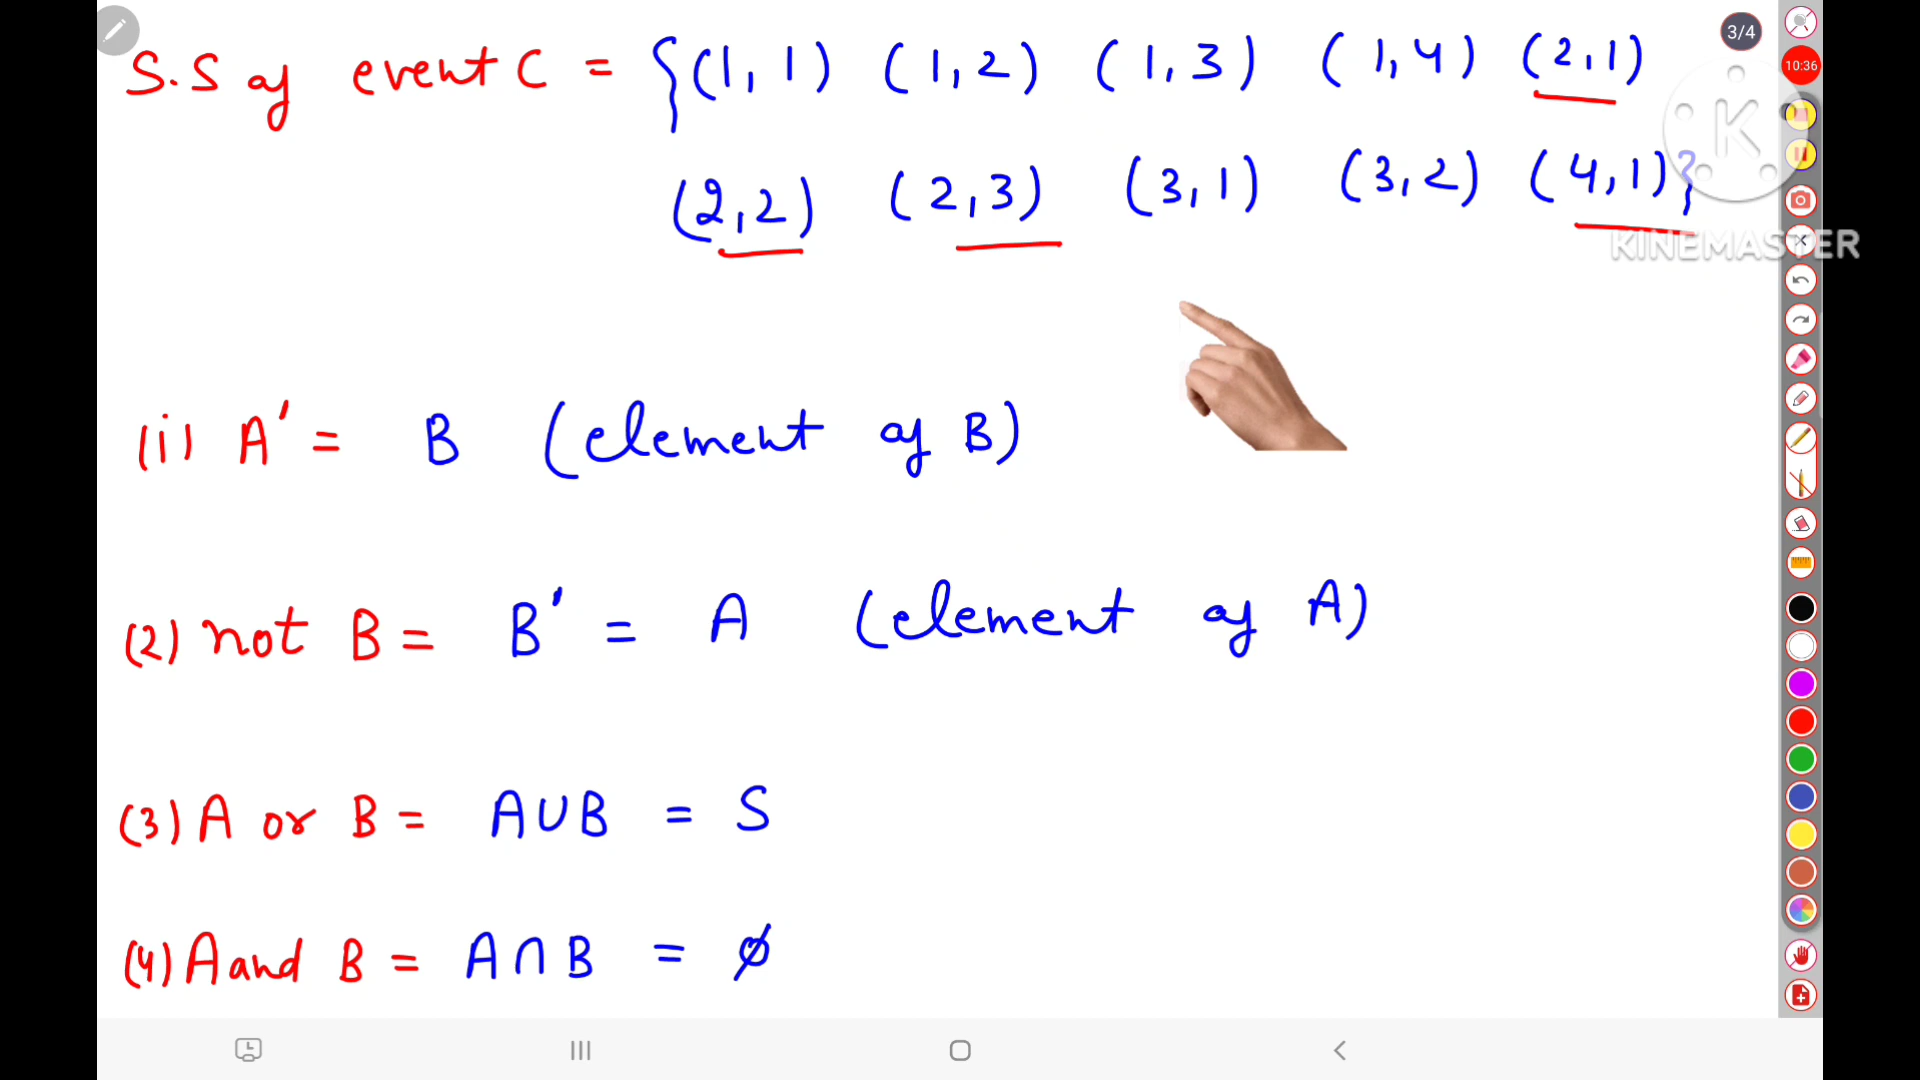 3/4
10:36
S.S of event C = {(1,1) (1,2) (1,3) (1,4) (2,1)
(2,2) (2,3) (3,1) (3,2) (4,1)}
K
KINEMASTER
(i) A' = B (element of B)
(2) not B = B' = A (element of A)
(3) A or B = A∪B = S
(4) A and B = A∩B = ∅